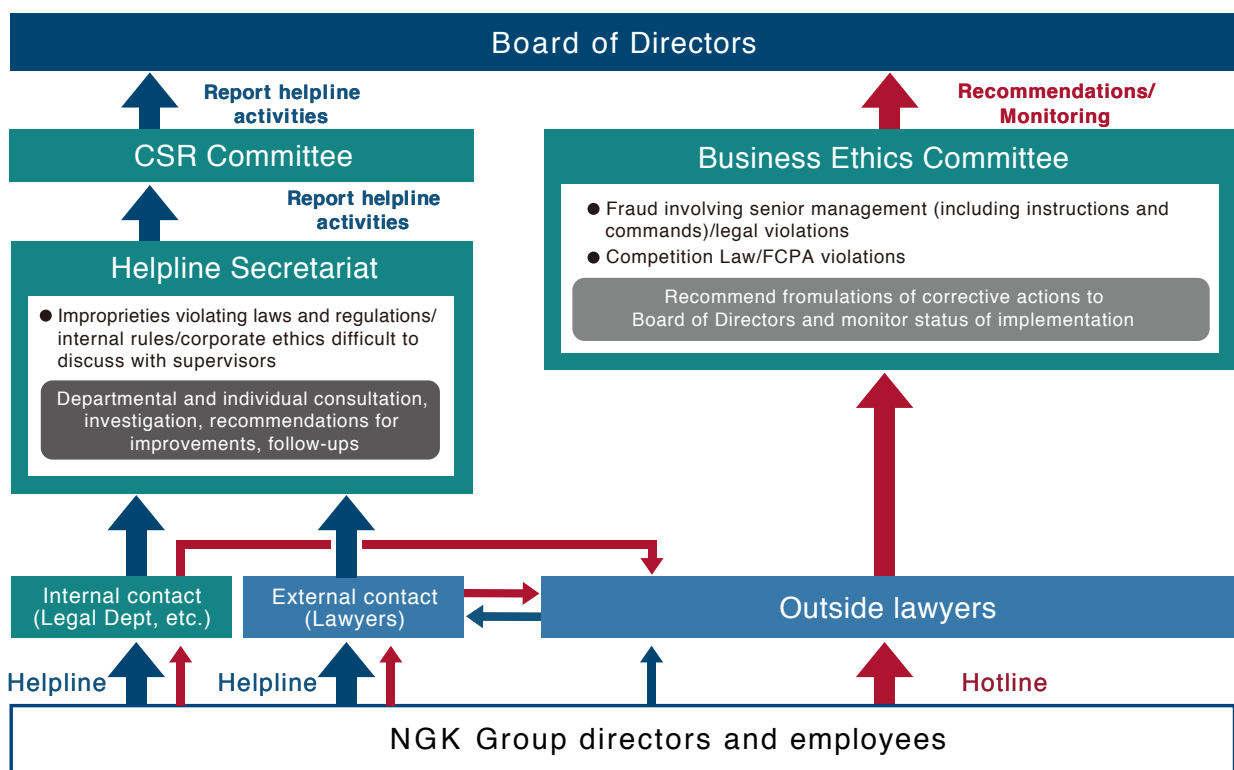 Board of Directors
Report helpline
activities
Recommendations/
Monitoring
CSR Committee
Report helpline
activities
Helpline Secretariat
● Improprieties violating laws and regulations/
internal rules/corporate ethics difficult to
discuss with supervisors
Departmental and individual consultation,
investigation, recommendations for
improvements, follow-ups
Business Ethics Committee
● Fraud involving senior management (including instructions and
commands)/legal violations
● Competition Law/FCPA violations
Recommend fromulations of corrective actions to
Board of Directors and monitor status of implementation
Internal contact
(Legal Dept, etc.)
External contact
(Lawyers)
Outside lawyers
Helpline
Helpline
Hotline
NGK Group directors and employees